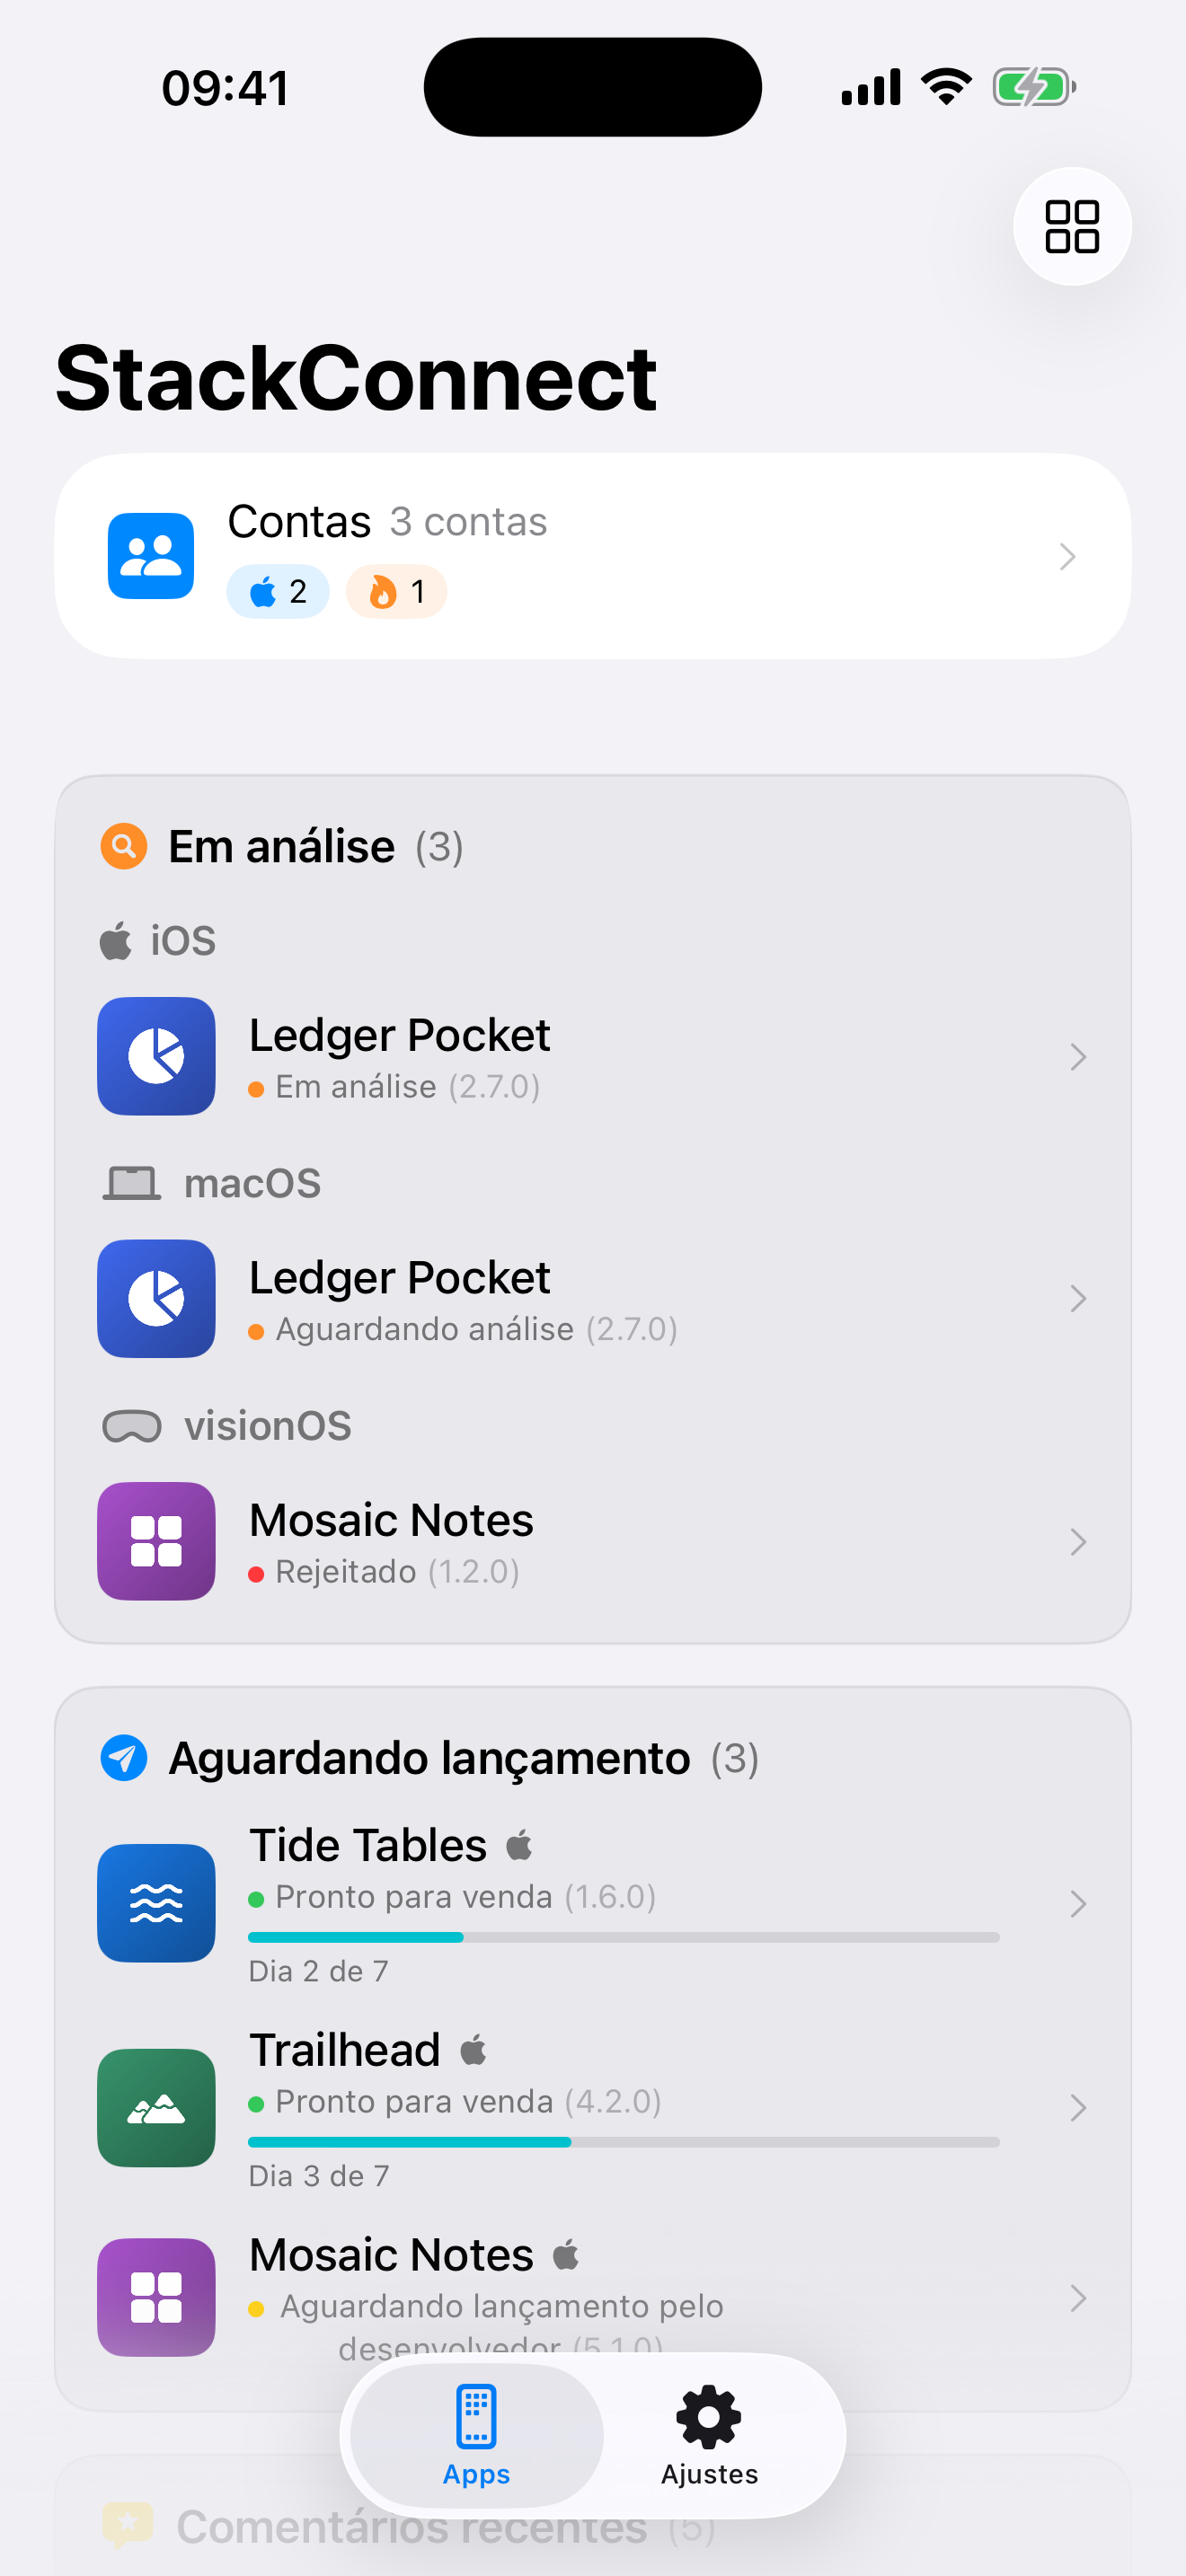 09:41
StackConnect
Contas 3 contas
2 1
Em análise (3)
iOS
Ledger Pocket
Em análise (2.7.0)
macOS
Ledger Pocket
Aguardando análise (2.7.0)
visionOS
Mosaic Notes
Rejeitado (1.2.0)
Aguardando lançamento (3)
Tide Tables
Pronto para venda (1.6.0)
Dia 2 de 7
Trailhead
Pronto para venda (4.2.0)
Dia 3 de 7
Mosaic Notes
Aguardando lançamento pelo
desenvolvedor (5.1.0)
Apps Ajustes
Comentários recentes (5)